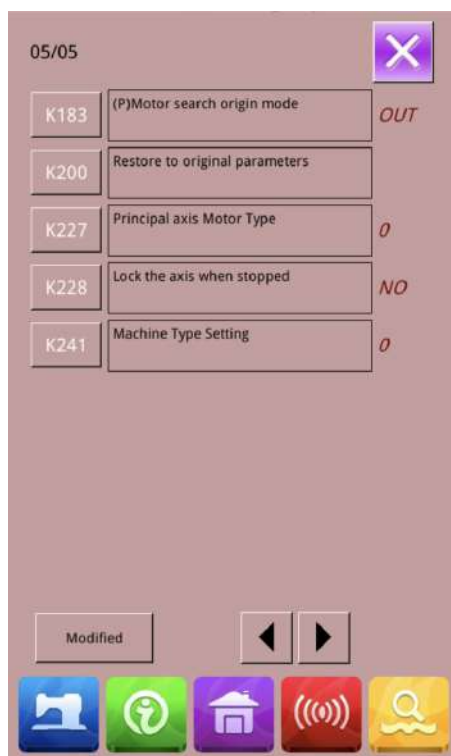 05/05
K183 (P)Motor search origin mode OUT
K200 Restore to original parameters
K227 Principal axis Motor Type 0
K228 Lock the axis when stopped NO
K241 Machine Type Setting 0
Modified